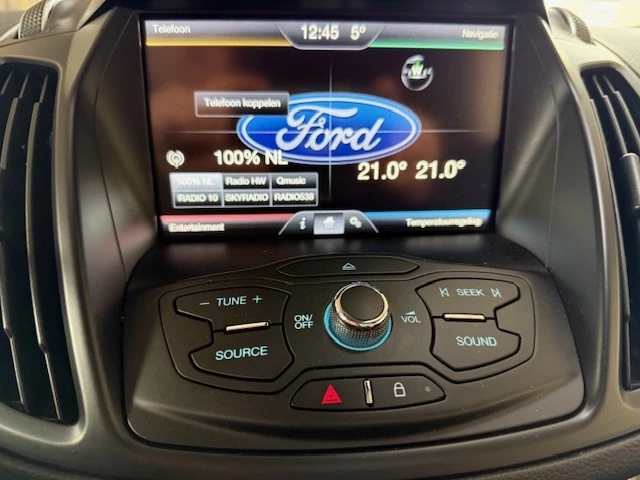 Telefoon 12:45 5° Navigatie
W
Telefoon koppelen
Ford
100% NL 21.0° 21.0°
100% NL Radio HW Qmusic
RADIO 10 SKYRADIO RADIO538
Entertainment i Temperatuurregeling
− TUNE + ON/OFF VOL SEEK
SOURCE SOUND